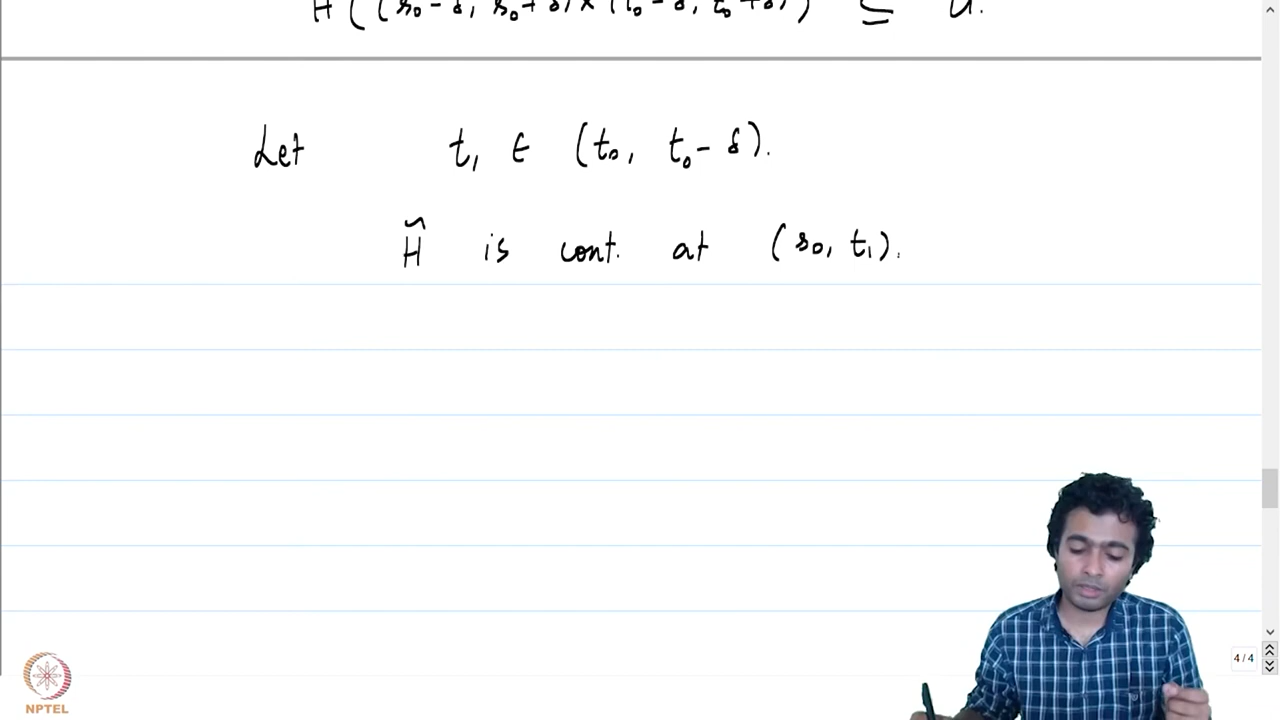 H((s₀-δ, s₀+δ)×(t₀-δ, t₀+δ)) ⊆ U.
Let t₁ ∈ (t₀, t₀-δ).
H̃ is cont. at (s₀, t₁).
4 / 4
NPTEL